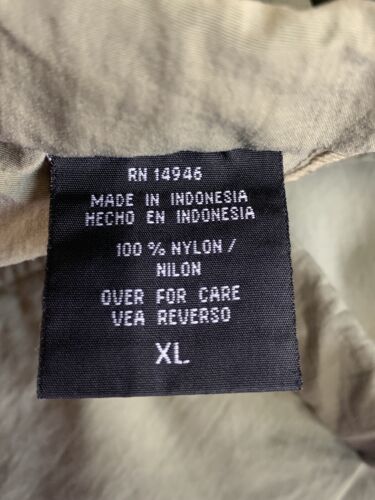 RN 14946
MADE IN INDONESIA
HECHO EN INDONESIA
100 % NYLON /
NILON
OVER FOR CARE
VEA REVERSO
XL